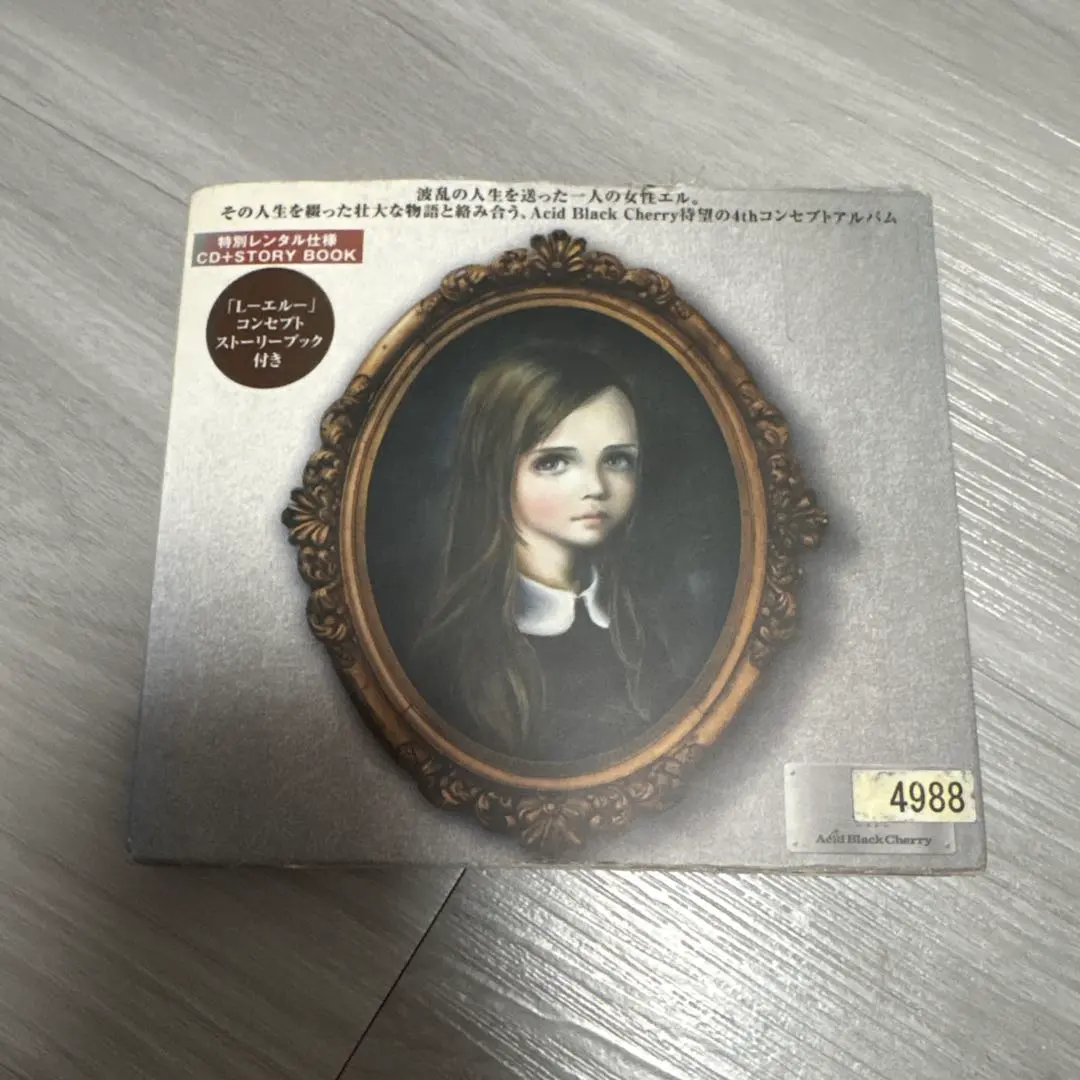 波乱の人生を送った一人の女性エル。
その人生を綴った壮大な物語と絡み合う、Acid Black Cherry待望の4thコンセプトアルバム
特別レンタル仕様
CD+STORY BOOK
「L-エル-」
コンセプト
ストーリーブック
付き
4988
Acid Black Cherry